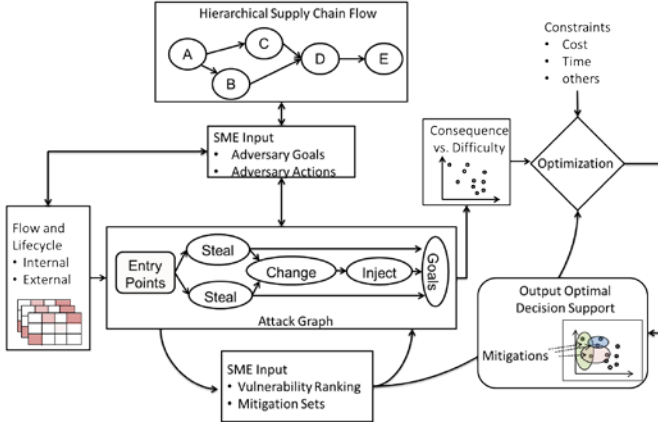 Hierarchical Supply Chain Flow
A
C
B
D
E
Constraints
• Cost
• Time
• others
SME Input
• Adversary Goals
• Adversary Actions
Consequence
vs. Difficulty
Optimization
Flow and
Lifecycle
• Internal
• External
Entry
Points
Steal
Steal
Change
Inject
Goals
Attack Graph
Output Optimal
Decision Support
Mitigations
SME Input
• Vulnerability Ranking
• Mitigation Sets